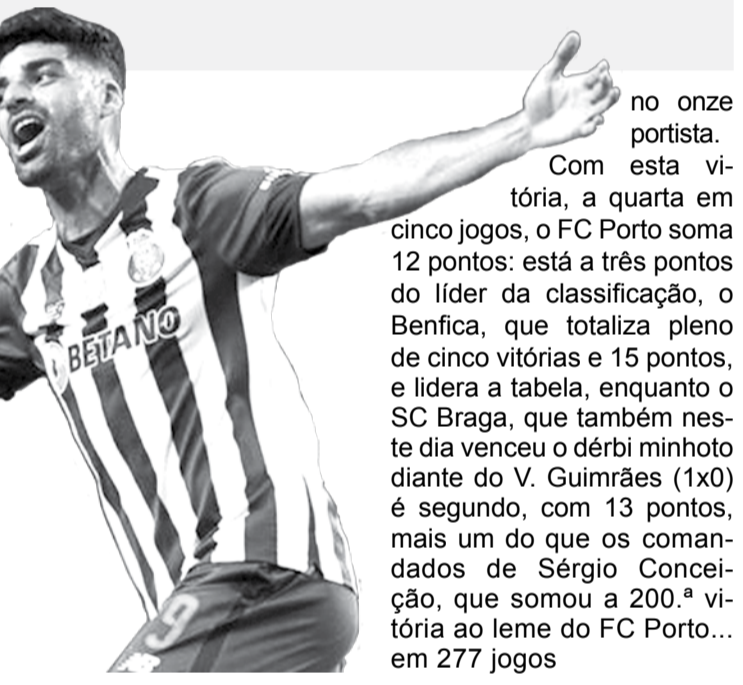 no onze
portista.
Com esta vi-
tória, a quarta em
cinco jogos, o FC Porto soma
12 pontos: está a três pontos
do líder da classificação, o
Benfica, que totaliza pleno
de cinco vitórias e 15 pontos,
e lidera a tabela, enquanto o
SC Braga, que também nes-
te dia venceu o dérbi minhoto
diante do V. Guimrães (1x0)
é segundo, com 13 pontos,
mais um do que os coman-
dados de Sérgio Concei-
ção, que somou a 200.ª vi-
tória ao leme do FC Porto...
em 277 jogos
BETANO
9